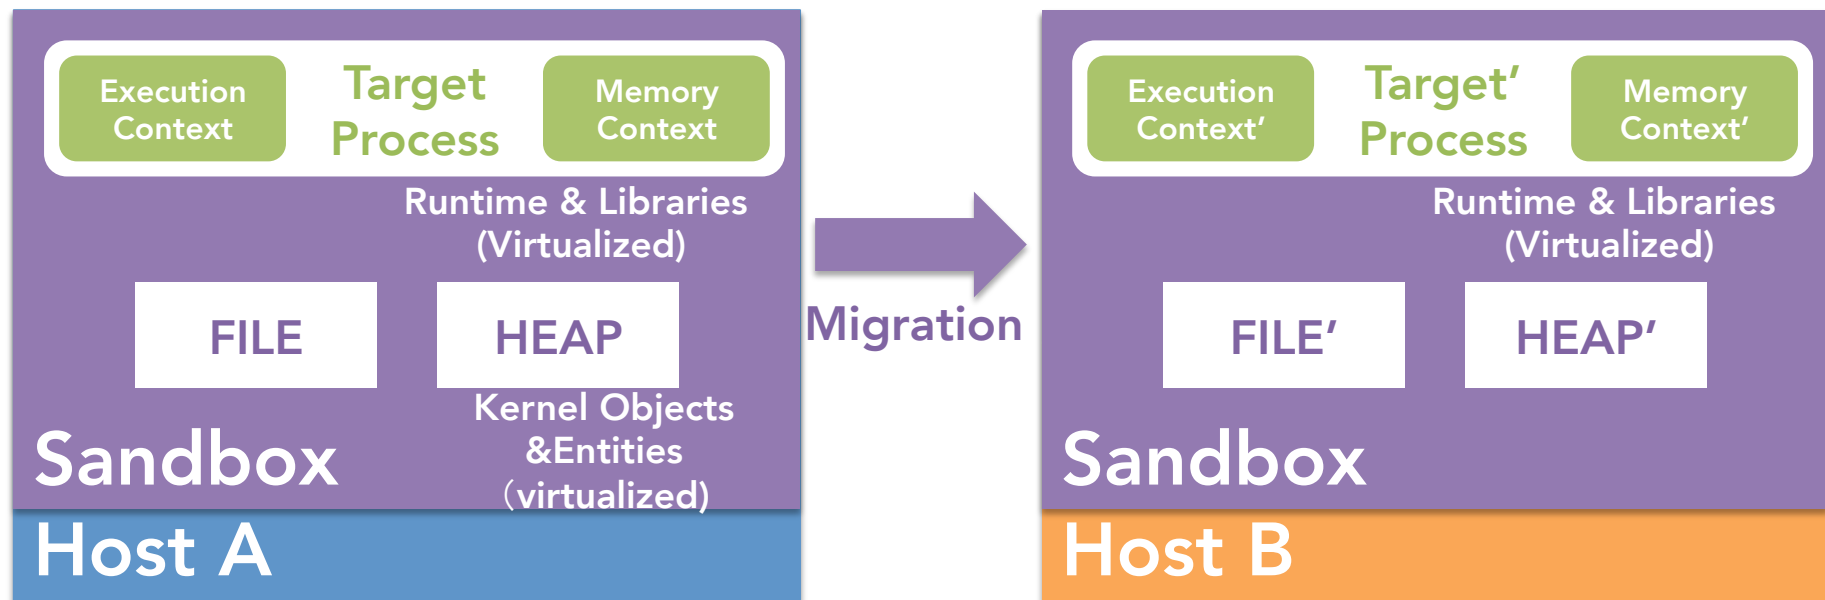 Execution
Context
Target
Process
Memory
Context
Runtime & Libraries
(Virtualized)
FILE
HEAP
Kernel Objects
&Entities
（virtualized)
Sandbox
Host A
Migration
Execution
Context’
Target’
Process
Memory
Context’
Runtime & Libraries
(Virtualized)
FILE’
HEAP’
Sandbox
Host B